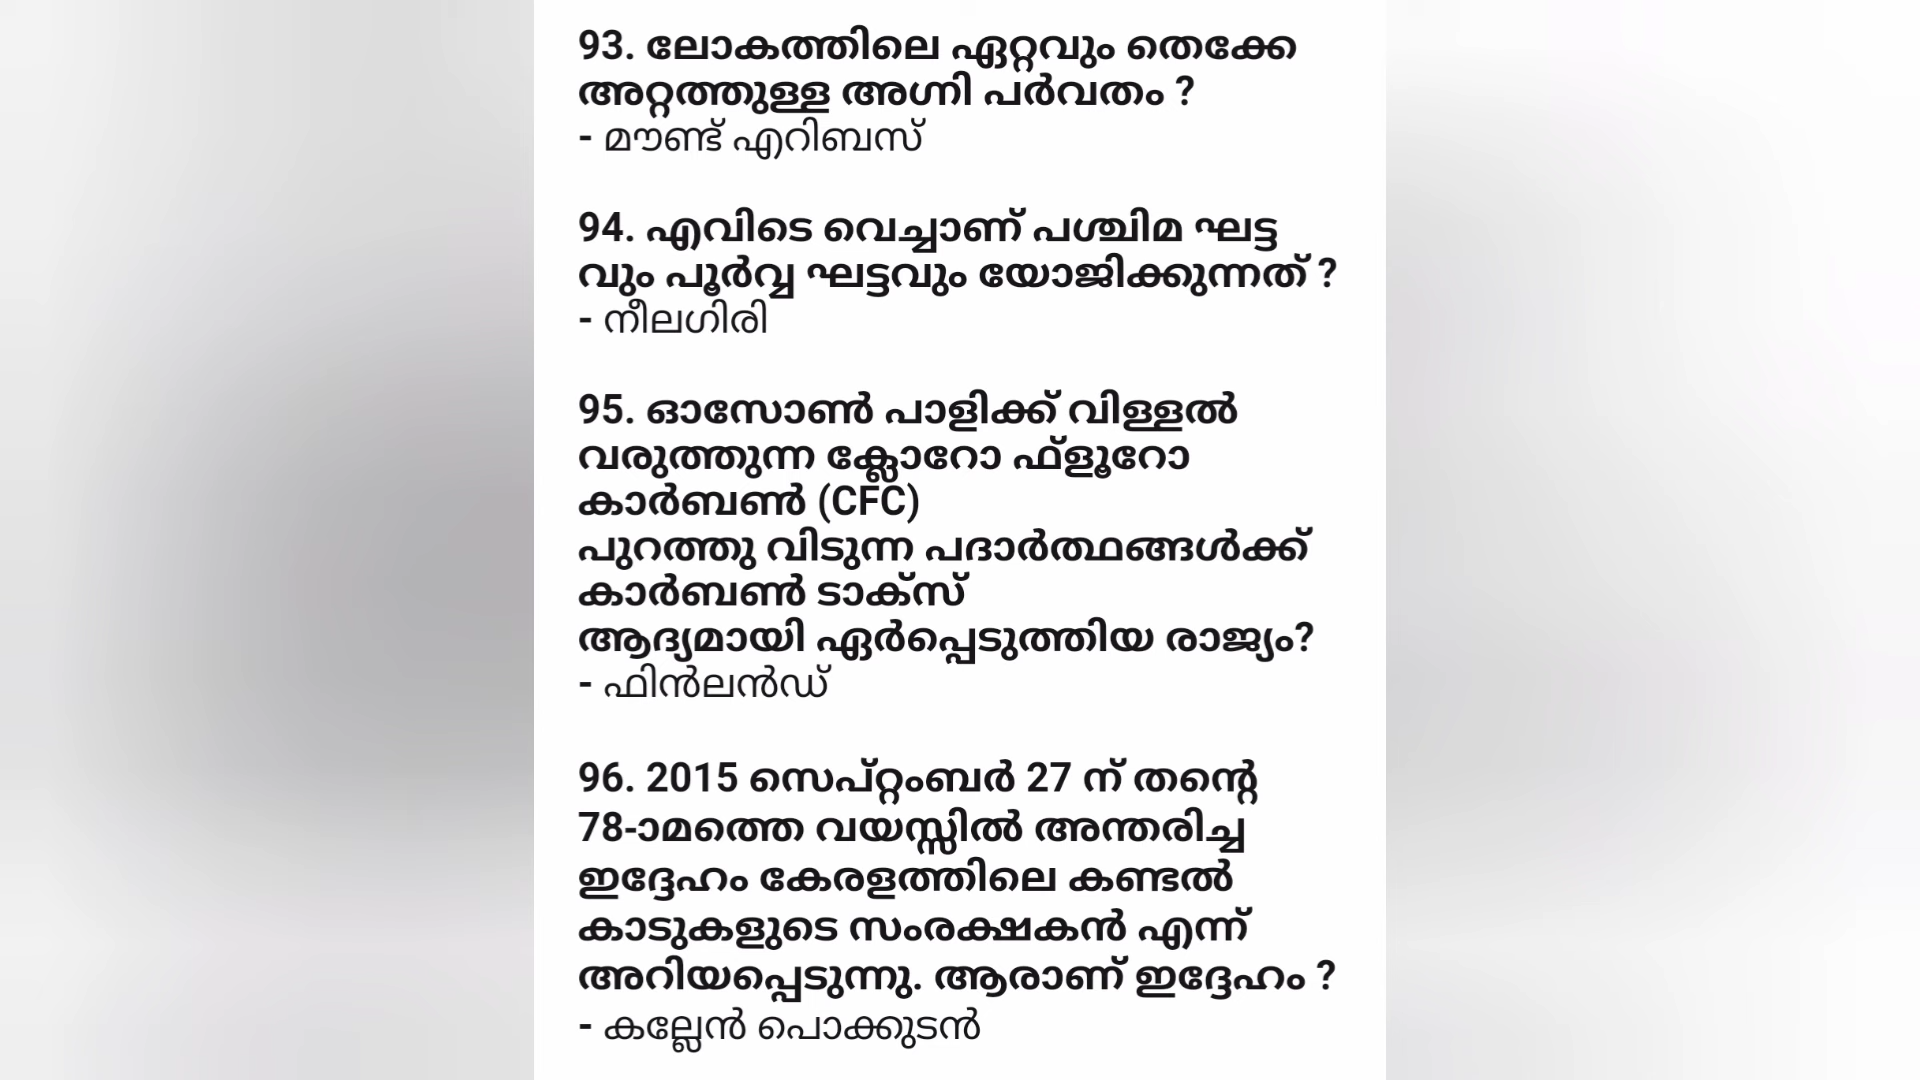 93. ലോകത്തിലെ ഏറ്റവും തെക്കേ
അറ്റത്തുള്ള അഗ്നി പർവതം ?
- മൗണ്ട് എറിബസ്
94. എവിടെ വെച്ചാണ് പശ്ചിമ ഘട്ട
വും പൂർവ്വ ഘട്ടവും യോജിക്കുന്നത് ?
- നീലഗിരി
95. ഓസോൺ പാളിക്ക് വിള്ളൽ
വരുത്തുന്ന ക്ലോറോ ഫ്ളൂറോ
കാർബൺ (CFC)
പുറത്തു വിടുന്ന പദാർത്ഥങ്ങൾക്ക്
കാർബൺ ടാക്സ്
ആദ്യമായി ഏർപ്പെടുത്തിയ രാജ്യം?
- ഫിൻലൻഡ്
96. 2015 സെപ്റ്റംബർ 27 ന് തന്റെ
78-ാമത്തെ വയസ്സിൽ അന്തരിച്ച
ഇദ്ദേഹം കേരളത്തിലെ കണ്ടൽ
കാടുകളുടെ സംരക്ഷകൻ എന്ന്
അറിയപ്പെടുന്നു. ആരാണ് ഇദ്ദേഹം ?
- കല്ലേൻ പൊക്കുടൻ